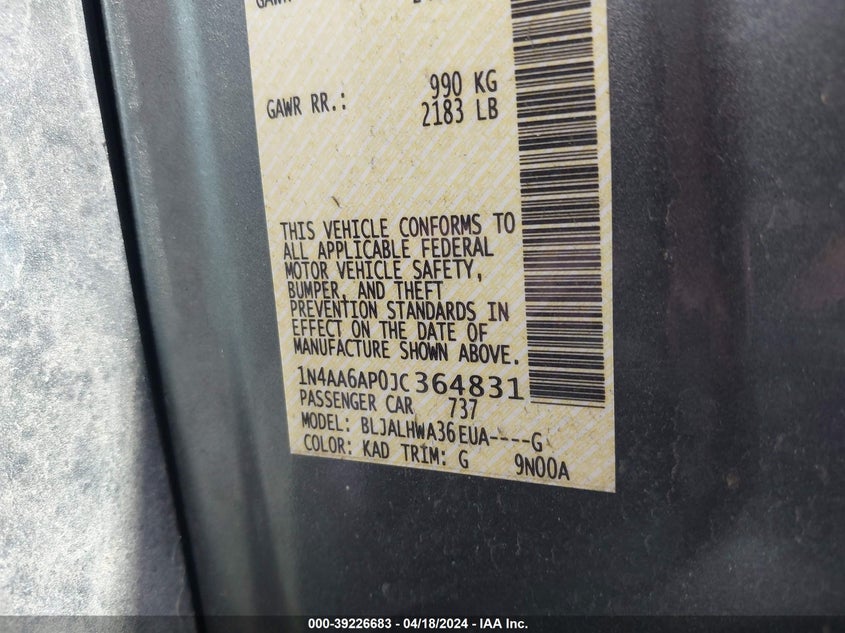 990 KG
GAWR RR.: 2183 LB
THIS VEHICLE CONFORMS TO
ALL APPLICABLE FEDERAL
MOTOR VEHICLE SAFETY,
BUMPER, AND THEFT
PREVENTION STANDARDS IN
EFFECT ON THE DATE OF
MANUFACTURE SHOWN ABOVE.
1N4AA6AP0JC364831
PASSENGER CAR 737
MODEL: BLJALHWA36EUA----G
COLOR: KAD TRIM: G 9N00A
000-39226683 / 04/18/2024 - IAA Inc.